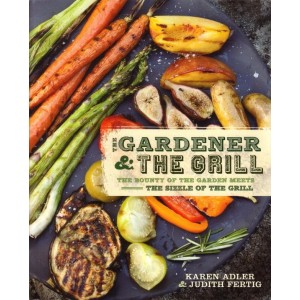 THE GARDENER
& THE GRILL
THE BOUNTY OF THE GARDEN MEETS
THE SIZZLE OF THE GRILL
KAREN ADLER
& JUDITH FERTIG